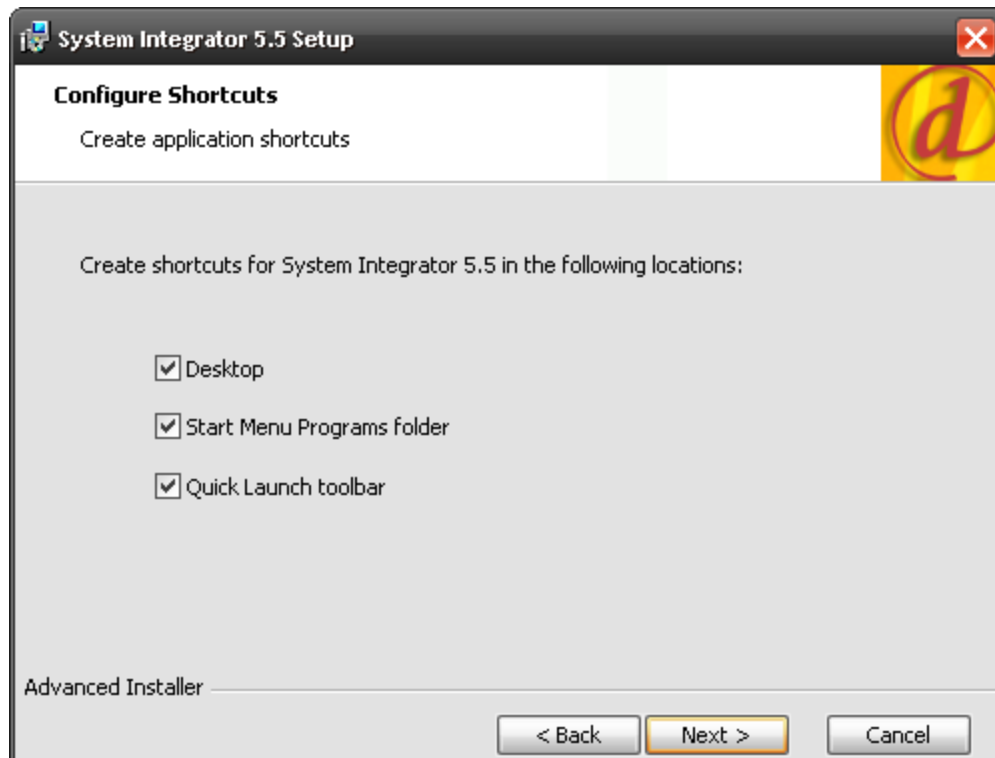 System Integrator 5.5 Setup
Configure Shortcuts
Create application shortcuts
d
Create shortcuts for System Integrator 5.5 in the following locations:
Desktop
Start Menu Programs folder
Quick Launch toolbar
Advanced Installer
< Back Next > Cancel